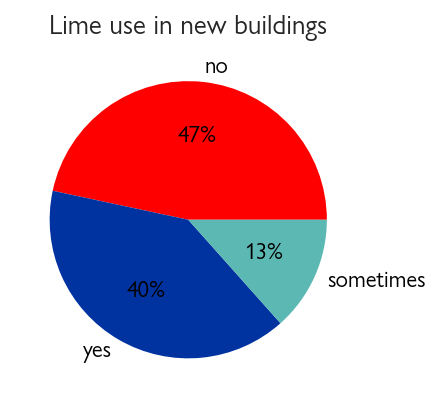 Lime use in new buildings
no
47%
13%
sometimes
40%
yes